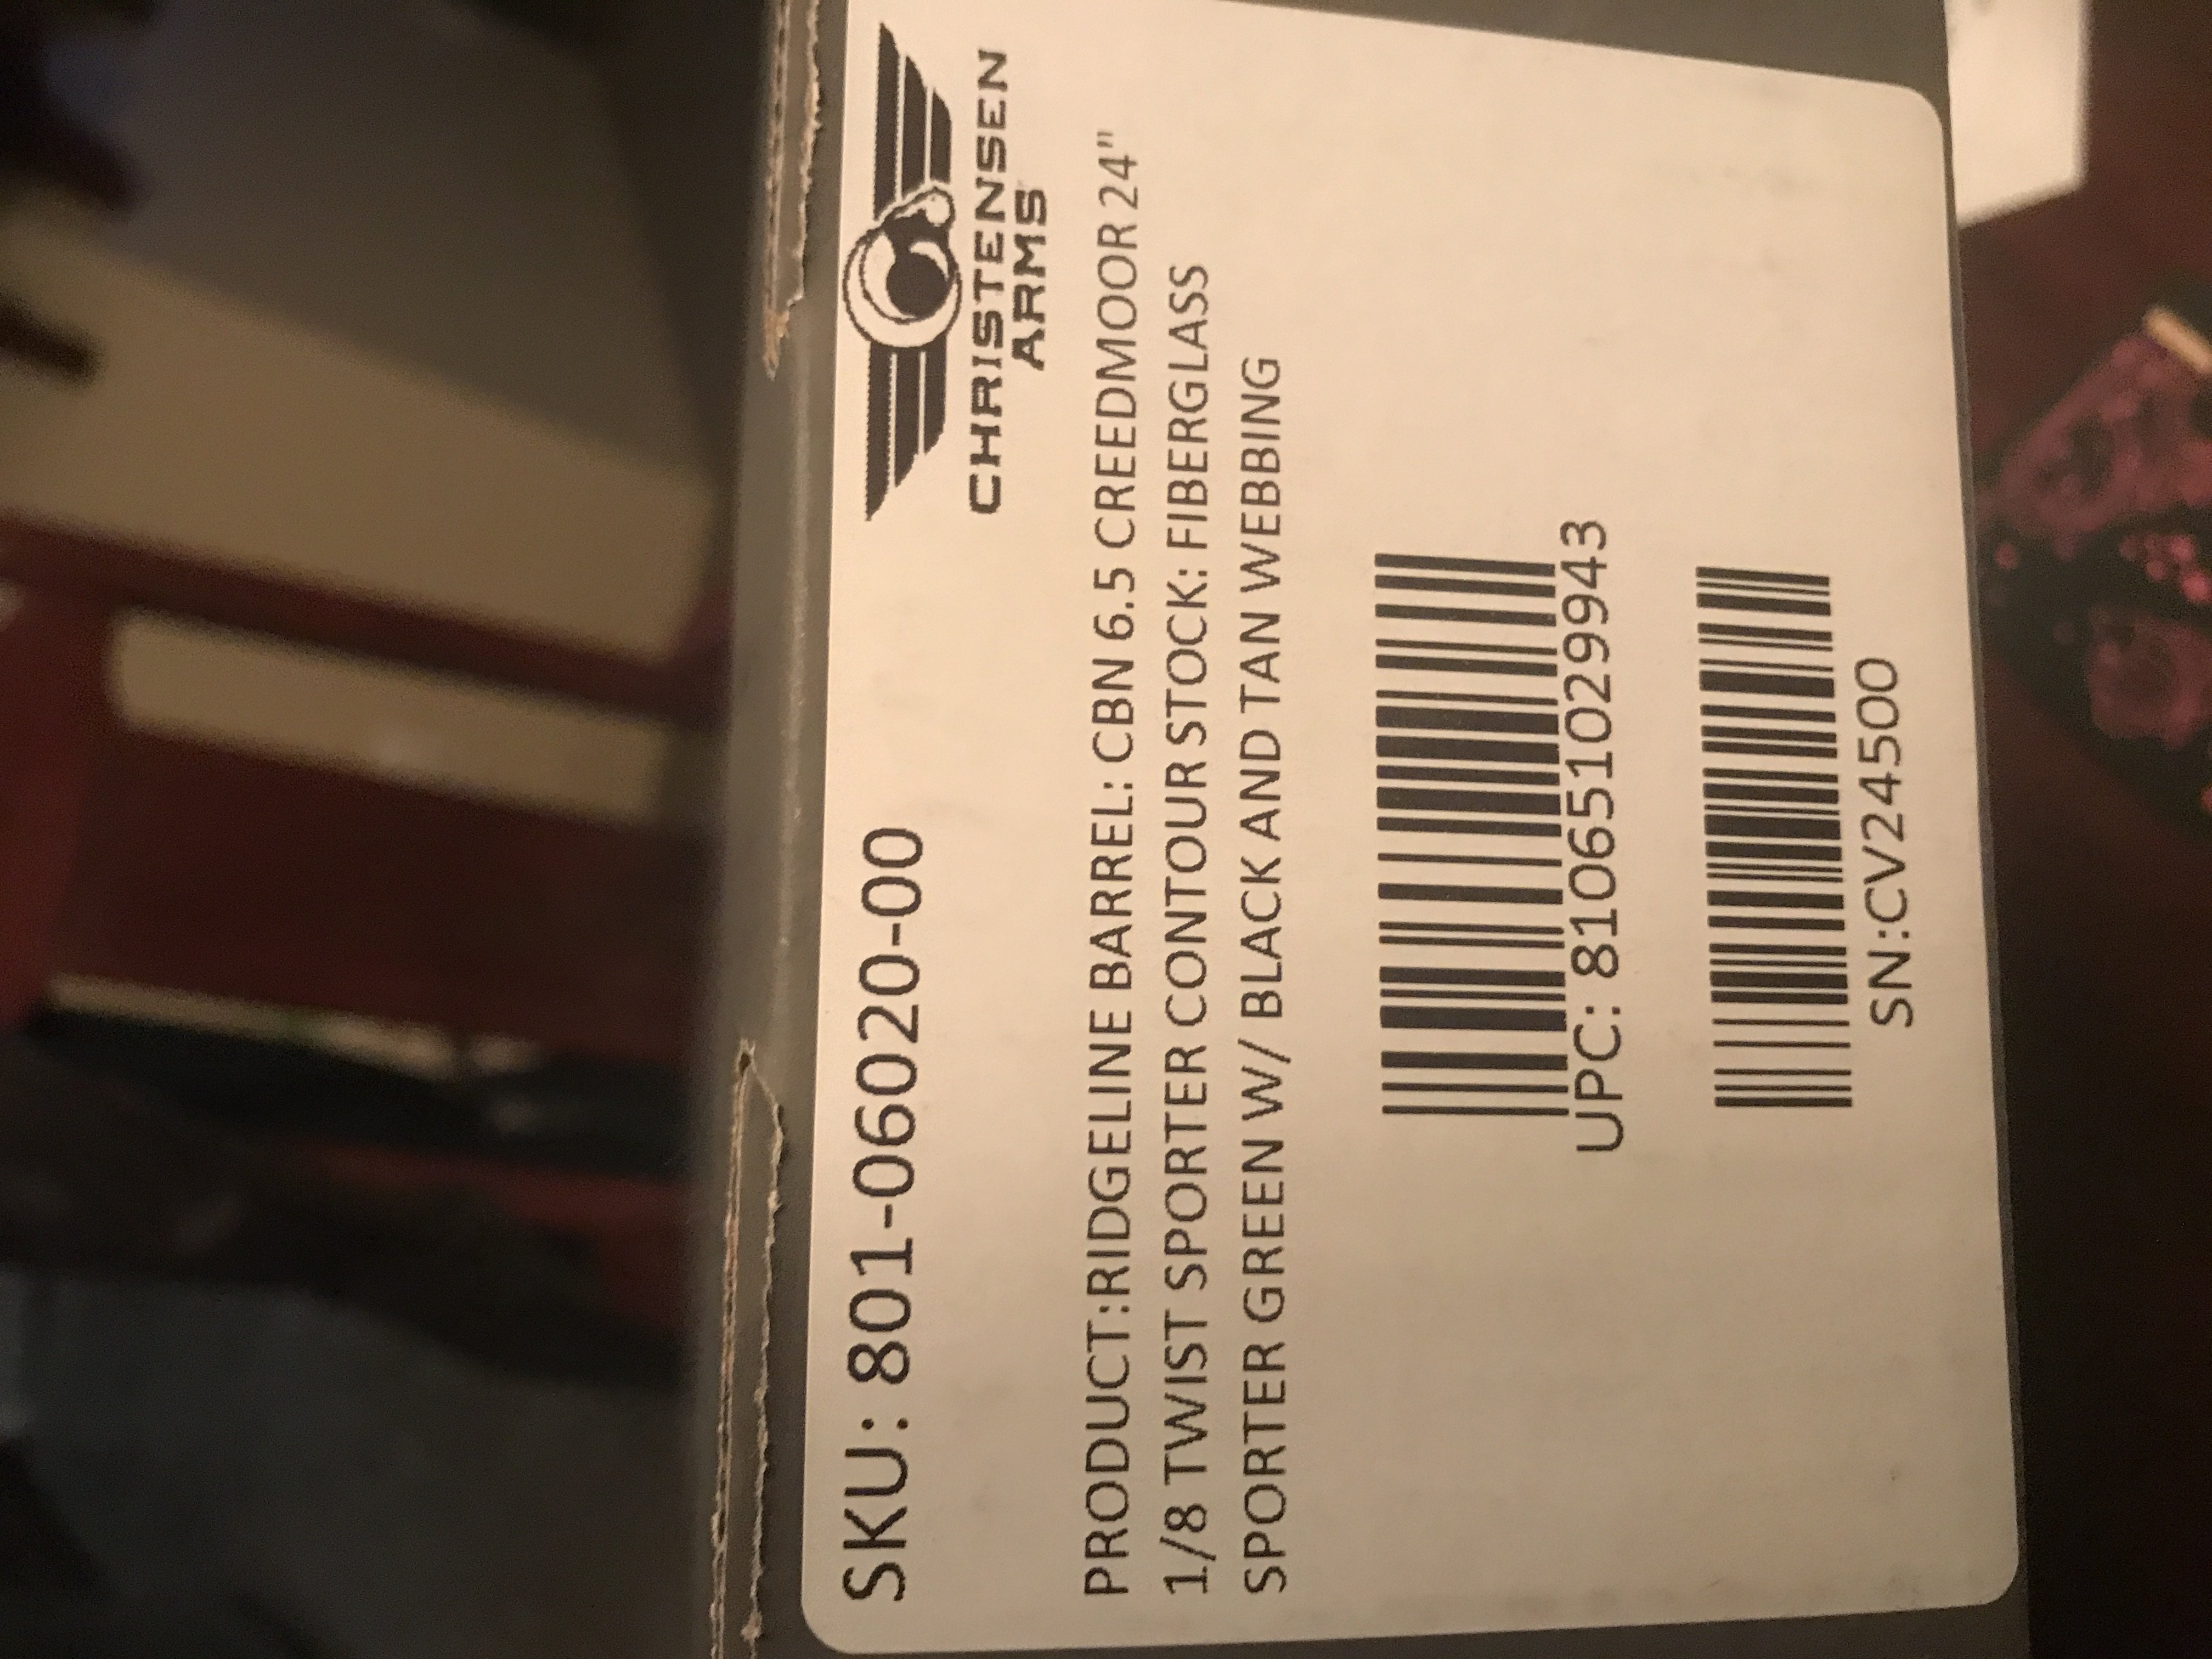 CHRISTENSEN
ARMS
SKU: 801-06020-00
PRODUCT:RIDGELINE BARREL: CBN 6.5 CREEDMOOR 24"
1/8 TWIST SPORTER CONTOUR STOCK: FIBERGLASS
SPORTER GREEN W/ BLACK AND TAN WEBBING
UPC: 810651029943
SN:CV24500